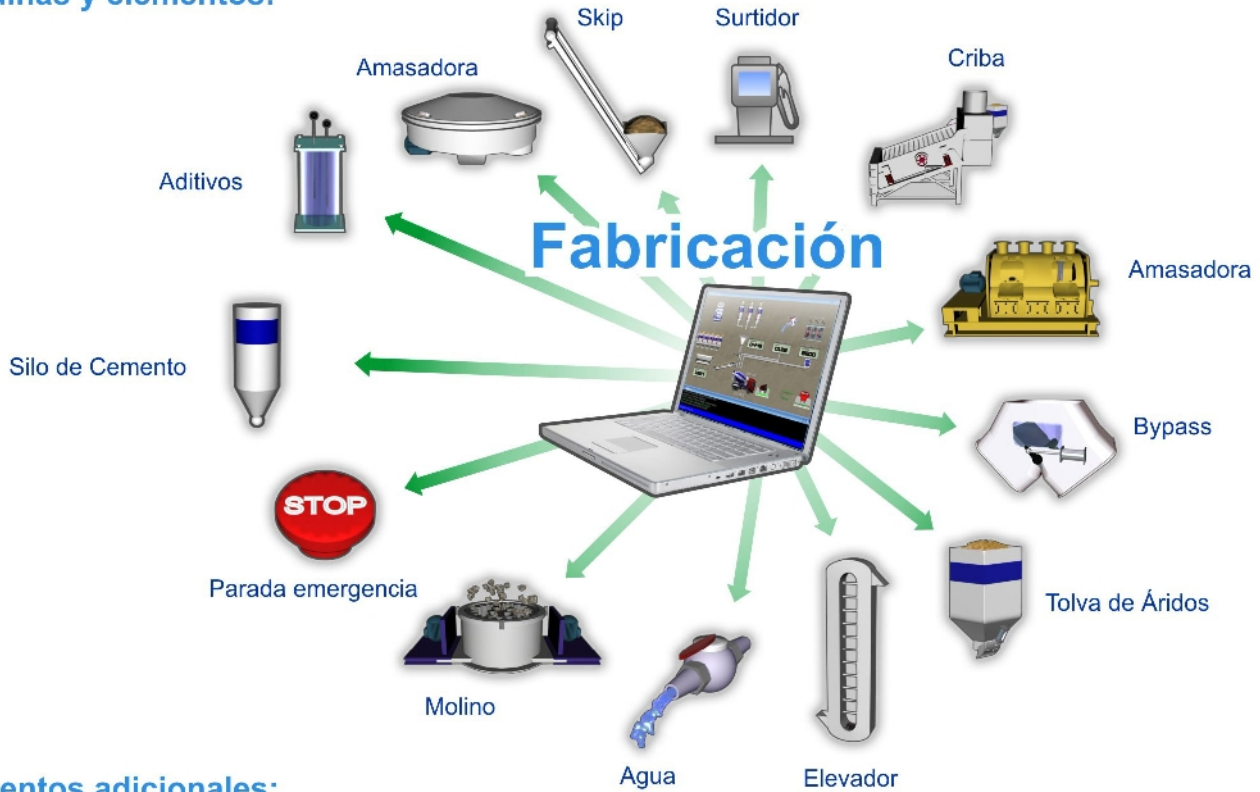 Skip
Surtidor
Criba
Amasadora
Aditivos
Fabricación
Amasadora
Silo de Cemento
Bypass
STOP
Parada emergencia
Tolva de Áridos
Molino
Agua
Elevador